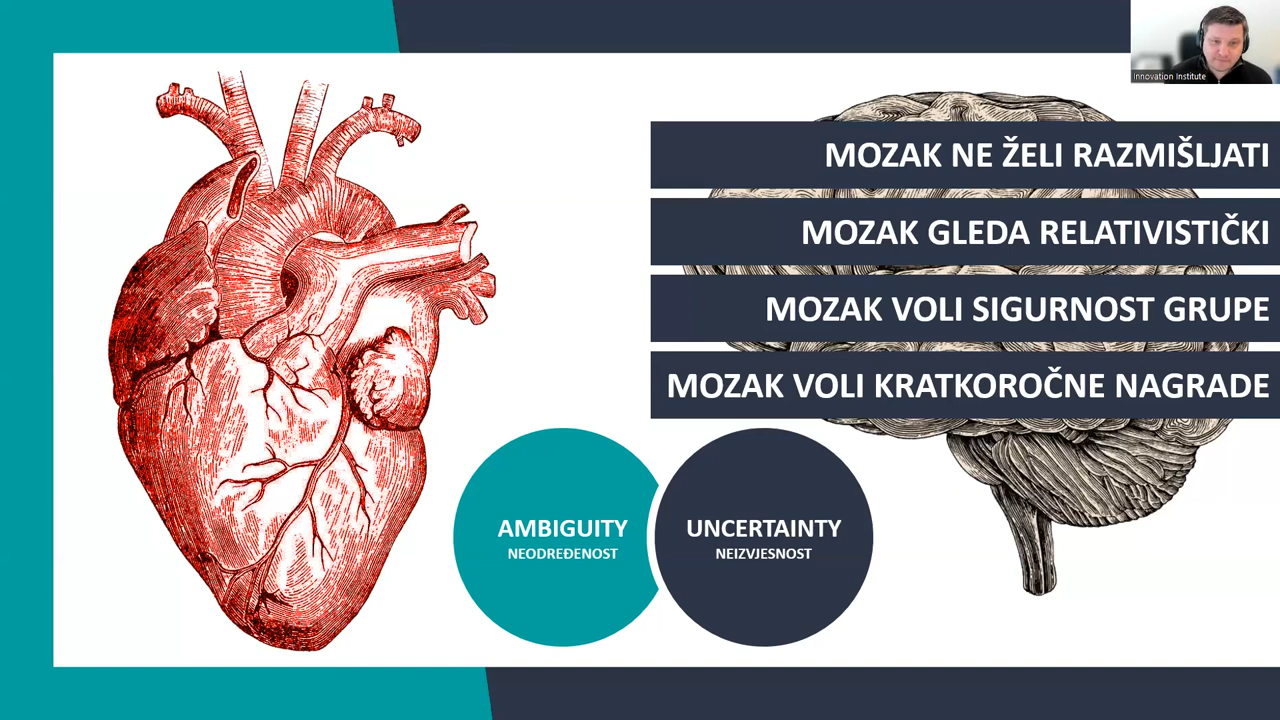 Innovation Institute
MOZAK NE ŽELI RAZMIŠLJATI
MOZAK GLEDA RELATIVISTIČKI
MOZAK VOLI SIGURNOST GRUPE
MOZAK VOLI KRATKOROČNE NAGRADE
AMBIGUITY
NEODREĐENOST
UNCERTAINTY
NEIZVJESNOST